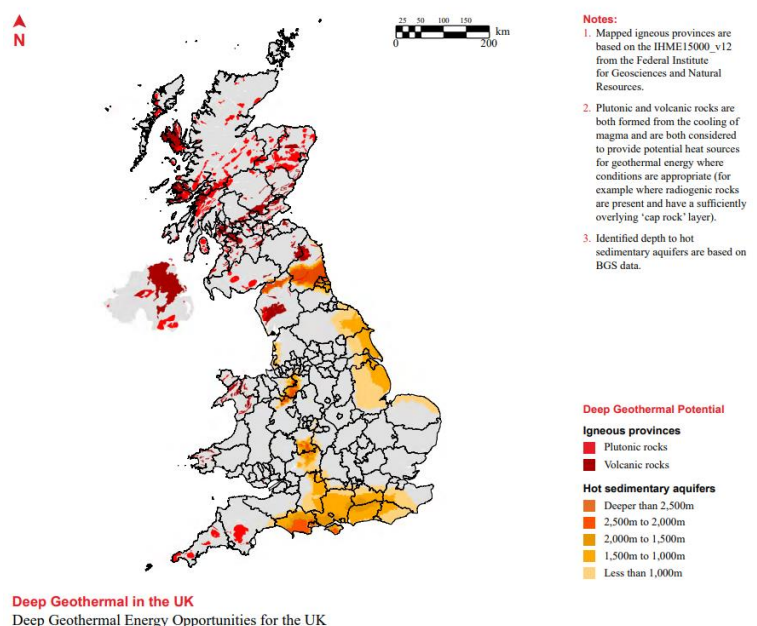 N
25 50 100 150
km
0 200
Notes:
1. Mapped igneous provinces are
based on the IHME15000_v12
from the Federal Institute
for Geosciences and Natural
Resources.
2. Plutonic and volcanic rocks are
both formed from the cooling of
magma and are both considered
to provide potential heat sources
for geothermal energy where
conditions are appropriate (for
example where radiogenic rocks
are present and have a sufficiently
overlying ‘cap rock’ layer).
3. Identified depth to hot
sedimentary aquifers are based on
BGS data.
Deep Geothermal Potential
Igneous provinces
Plutonic rocks
Volcanic rocks
Hot sedimentary aquifers
Deeper than 2,500m
2,500m to 2,000m
2,000m to 1,500m
1,500m to 1,000m
Less than 1,000m
Deep Geothermal in the UK
Deep Geothermal Energy Opportunities for the UK